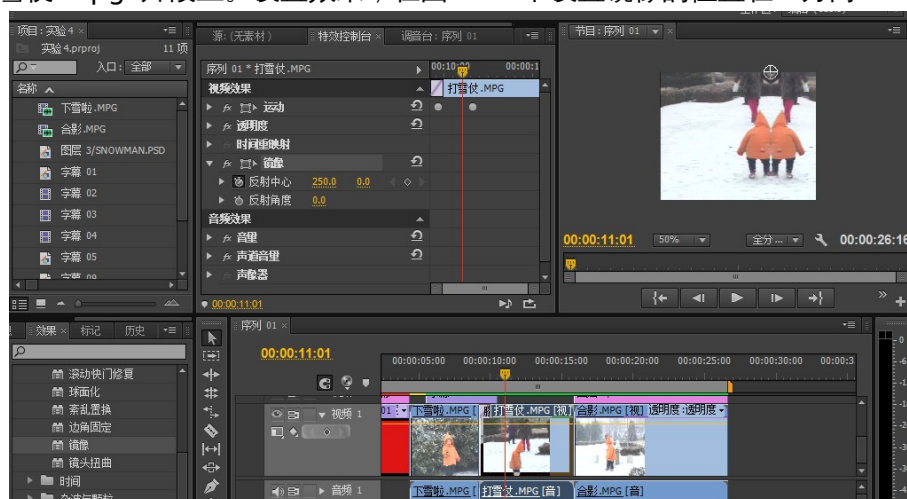 项目:实验 4 ×
实验 4.prproj 11 项
入口: 全部
名称
下雪啦.MPG
合影.MPG
图层 3/SNOWMAN.PSD
字幕 01
字幕 02
字幕 03
字幕 04
字幕 05
源:(无素材) 特效控制台 × 调音台:序列 01
序列 01 * 打雪仗.MPG
00:00:1
视频效果
打雪仗.MPG
fx 运动
fx 透明度
时间重映射
fx 镜像
反射中心 250.0 0.0
反射角度 0.0
音频效果
fx 音量
fx 声道音量
声像器
00:00:11:01
节目:序列 01 ×
00:00:11:01 50% 全分... 00:00:26:16
效果 × 标记 历史
滚动快门修复
球面化
紊乱置换
边角固定
镜像
镜头扭曲
时间
序列 01 ×
00:00:11:01
00:00:05:00 00:00:10:00 00:00:15:00 00:00:20:00 00:00:25:00 00:00:30:00 00:00:3
视频 1
01 下雪啦.MPG [ 打雪仗.MPG [视] 合影.MPG [视] 透明度:透明度
音频 1
下雪啦.MPG [ 打雪仗.MPG [音] 合影.MPG [音]